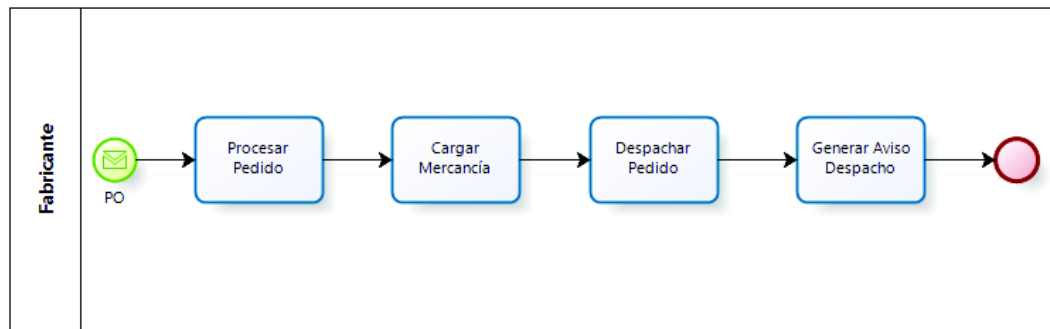 Fabricante
PO
Procesar
Pedido
Cargar
Mercancía
Despachar
Pedido
Generar Aviso
Despacho